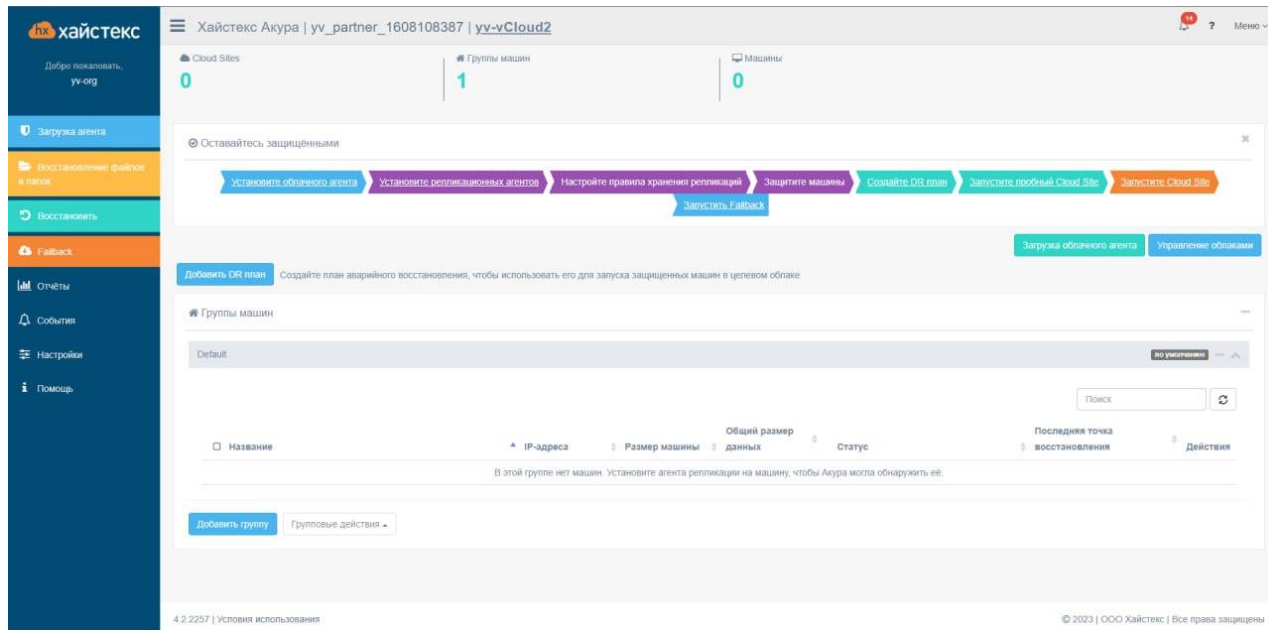 hx хайстекс
Добро пожаловать,
yv-org
Загрузка агента
Восстановление файлов
и папок
Восстановить
Failback
Отчёты
События
Настройки
Помощь
Хайстекс Акура | yv_partner_1608108387 | yv-vCloud2
14
?
Меню
Cloud Sites
0
Группы машин
1
Машины
0
Оставайтесь защищёнными
Установите облачного агента
Установите репликационных агентов
Настройте правила хранения репликаций
Защитите машины
Создайте DR план
Запустите пробный Cloud Site
Запустите Cloud Site
Запустить Failback
Загрузка облачного агента
Управление облаками
Добавить DR план
Создайте план аварийного восстановления, чтобы использовать его для запуска защищенных машин в целевом облаке
Группы машин
Default
по умолчанию
Поиск
Название
IP-адреса
Размер машины
Общий размер
данных
Статус
Последняя точка
восстановления
Действия
В этой группе нет машин. Установите агента репликации на машину, чтобы Акура могла обнаружить её.
Добавить группу
Групповые действия
4.2.2257 | Условия использования
© 2023 | ООО Хайстекс | Все права защищены